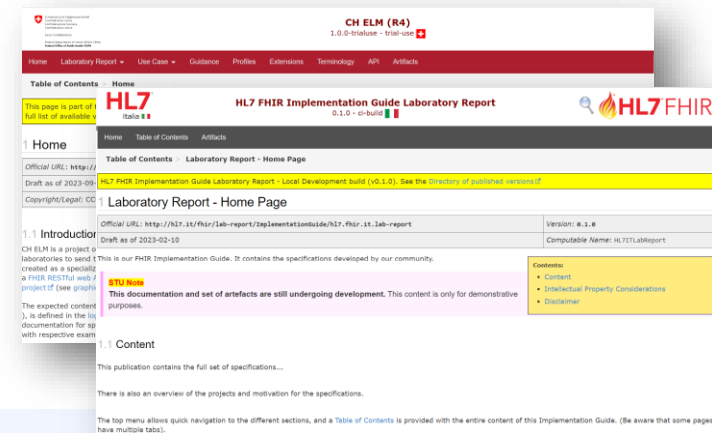 CH ELM (R4)
1.0.0-trialuse - trial-use
Home Laboratory Report Use Case Guidance Profiles Extensions Terminology API Artifacts
Table of Contents > Home
This page is part of
full list of available v
1 Home
Official URL: http:/
Draft as of 2023-09-
Copyright/Legal: CC
1.1 Introduction
CH ELM is a project o
laboratories to send t
created as a specializ
a FHIR RESTful web A
project (see graphi
The expected content
), is defined in the log
documentation for sp
with respective exam
HL7
Italia
HL7 FHIR Implementation Guide Laboratory Report
0.1.0 - ci-build
HL7 FHIR
Home Table of Contents Artifacts
Table of Contents > Laboratory Report - Home Page
HL7 FHIR Implementation Guide Laboratory Report - Local Development build (v0.1.0). See the Directory of published versions
1 Laboratory Report - Home Page
Official URL: http://hl7.it/fhir/lab-report/ImplementationGuide/hl7.fhir.it.lab-report Version: 0.1.0
Draft as of 2023-02-10 Computable Name: HL7ITLabReport
This is our FHIR Implementation Guide. It contains the specifications developed by our community.
STU Note
This documentation and set of artefacts are still undergoing development. This content is only for demonstrative
purposes.
Contents:
Content
Intellectual Property Considerations
Disclaimer
1.1 Content
This publication contains the full set of specifications...
There is also an overview of the projects and motivation for the specifications.
The top menu allows quick navigation to the different sections, and a Table of Contents is provided with the entire content of this Implementation Guide. (Be aware that some pages
have multiple tabs).